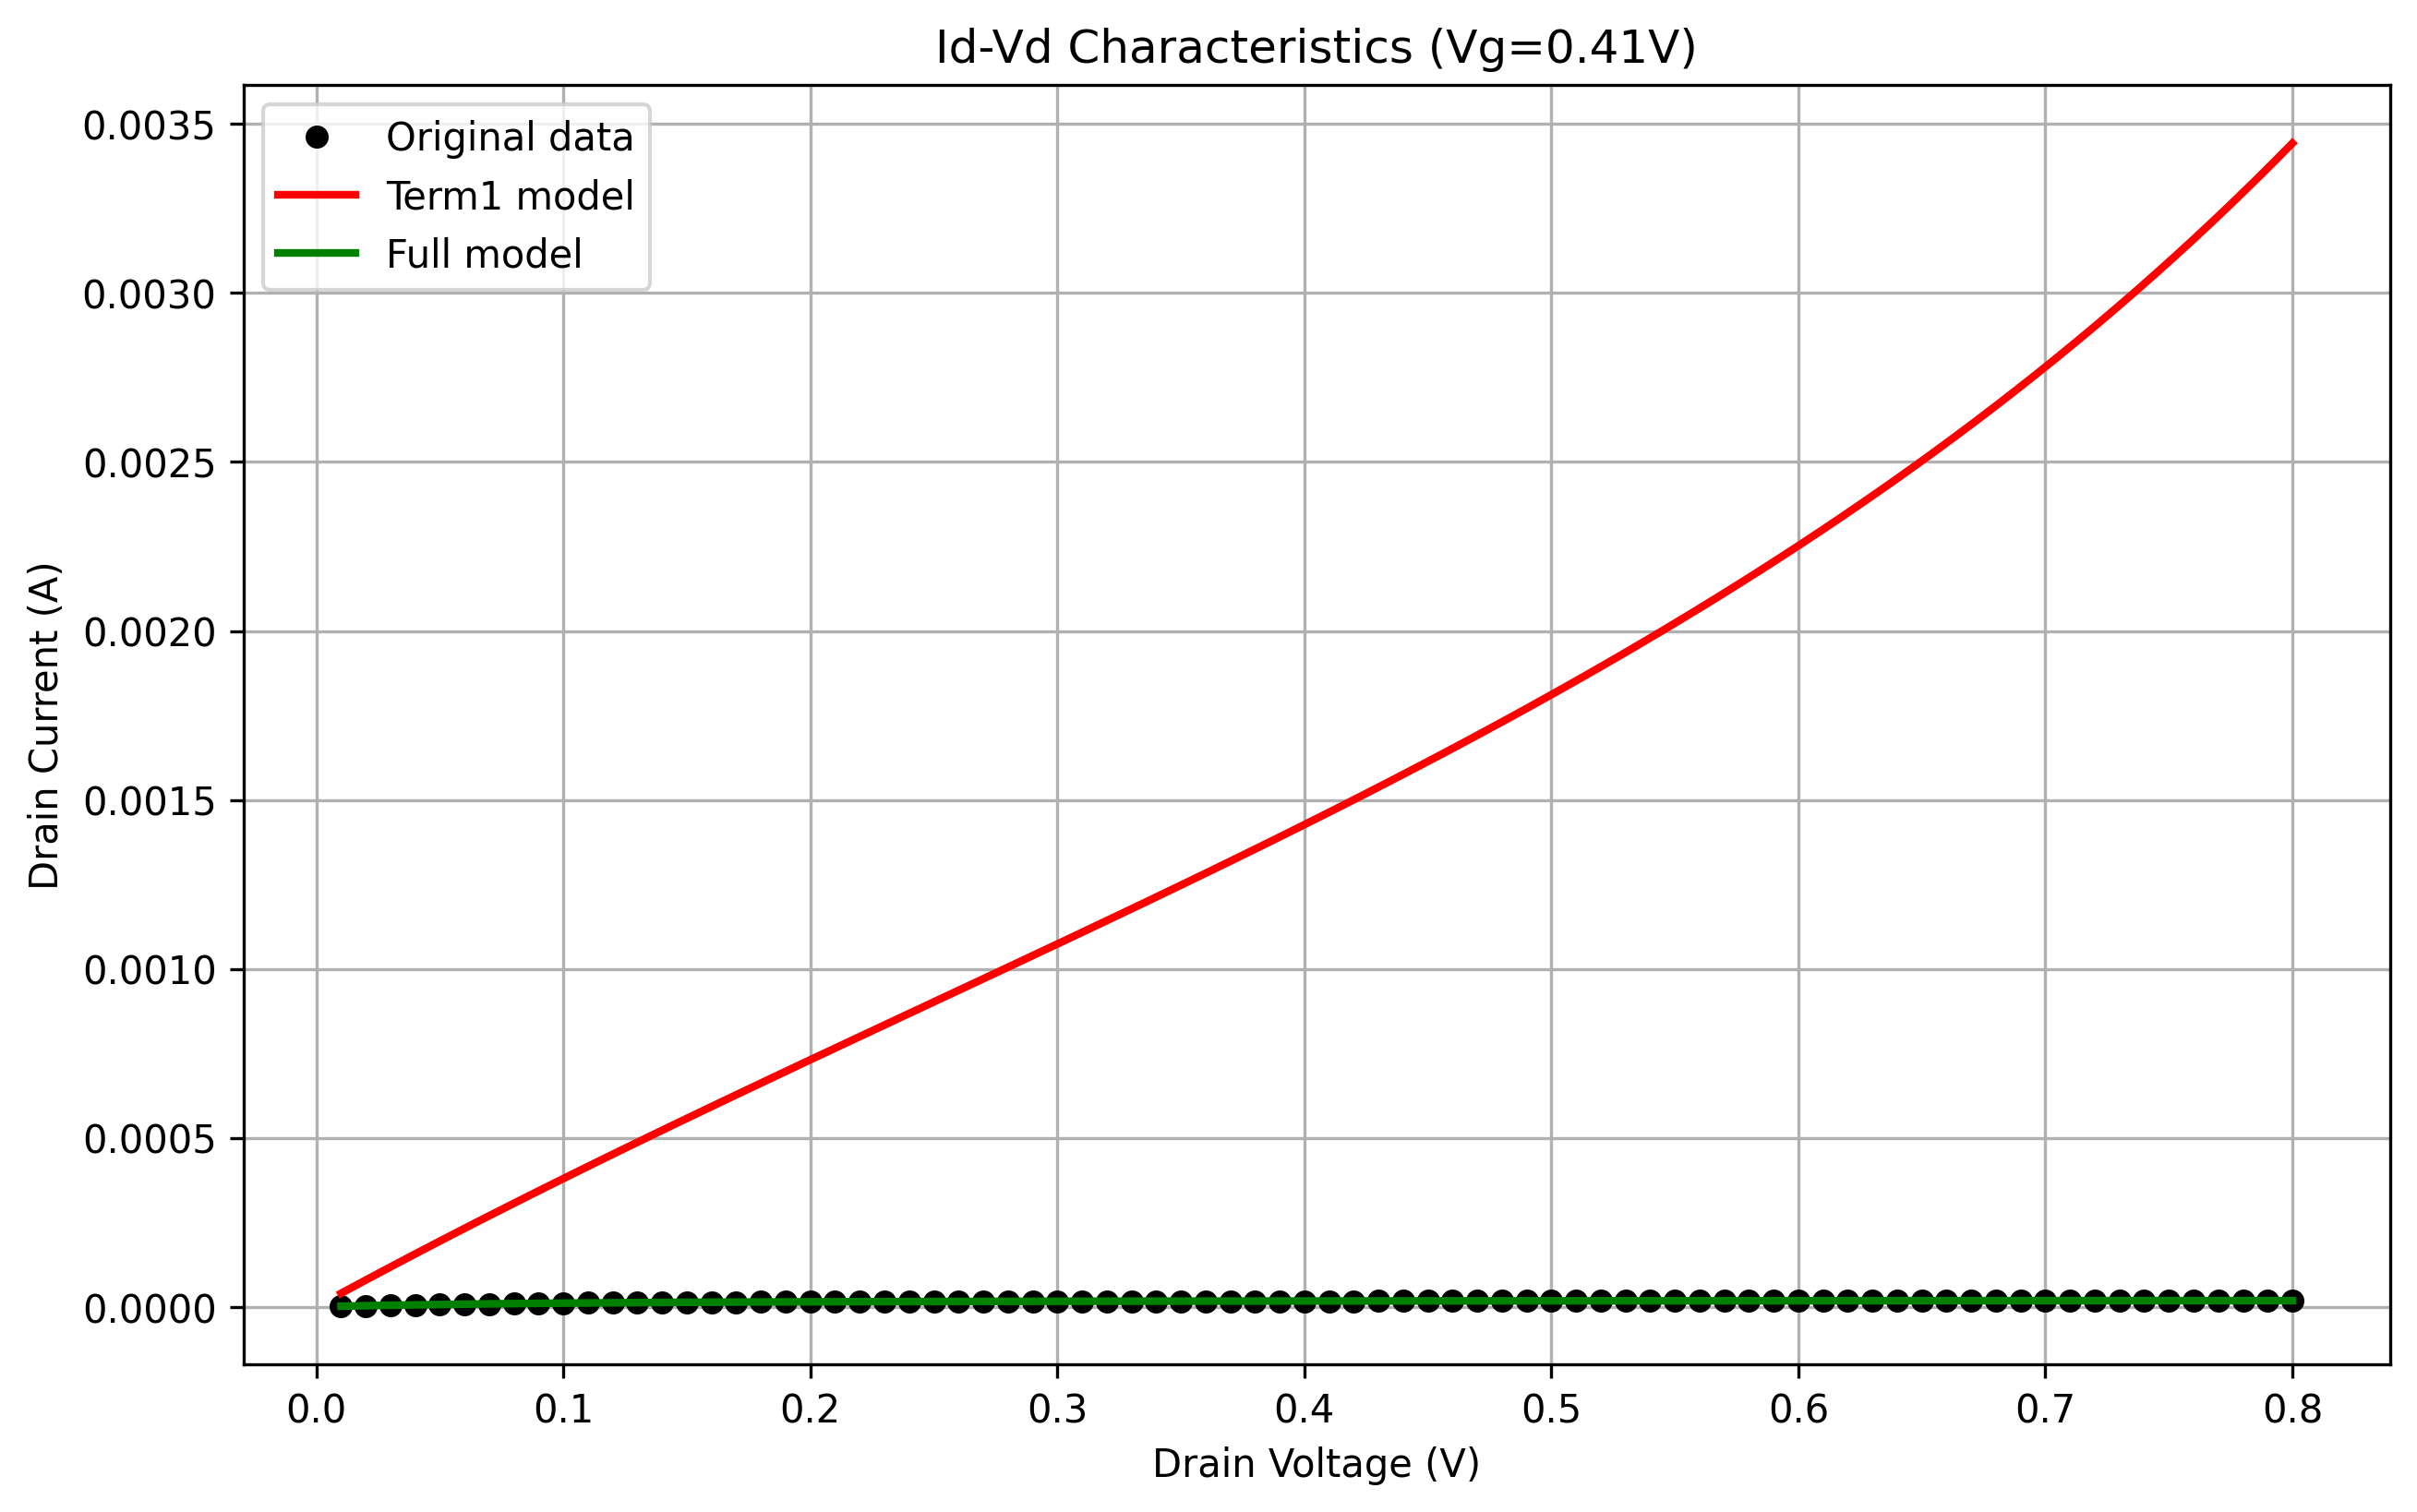 Id-Vd Characteristics (Vg=0.41V)
Original data
Term1 model
Full model
0.0035
0.0030
0.0025
0.0020
0.0015
0.0010
0.0005
0.0000
Drain Current (A)
0.0 0.1 0.2 0.3 0.4 0.5 0.6 0.7 0.8
Drain Voltage (V)